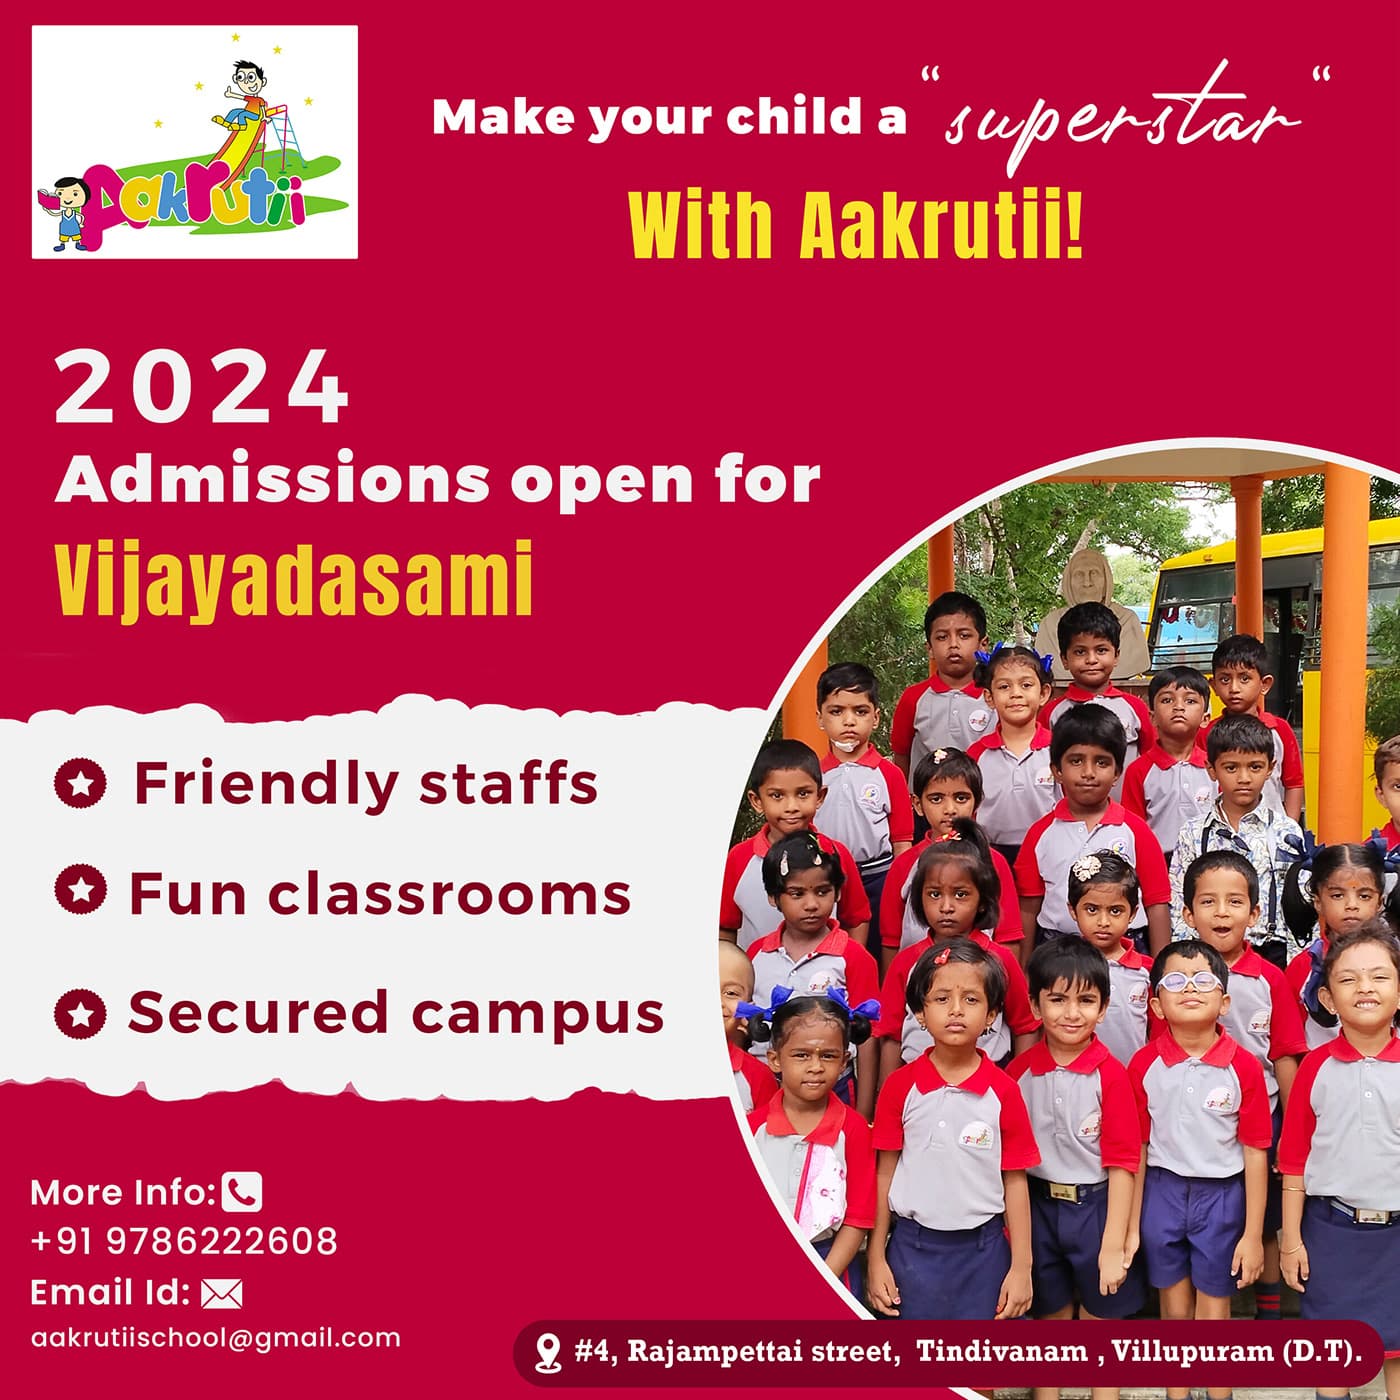 Aakrutii
Make your child a “superstar“
With Aakrutii!
2024
Admissions open for
Vijayadasami
Friendly staffs
Fun classrooms
Secured campus
More Info:
+91 9786222608
Email Id:
aakrutiischool@gmail.com
#4, Rajampettai street, Tindivanam , Villupuram (D.T).